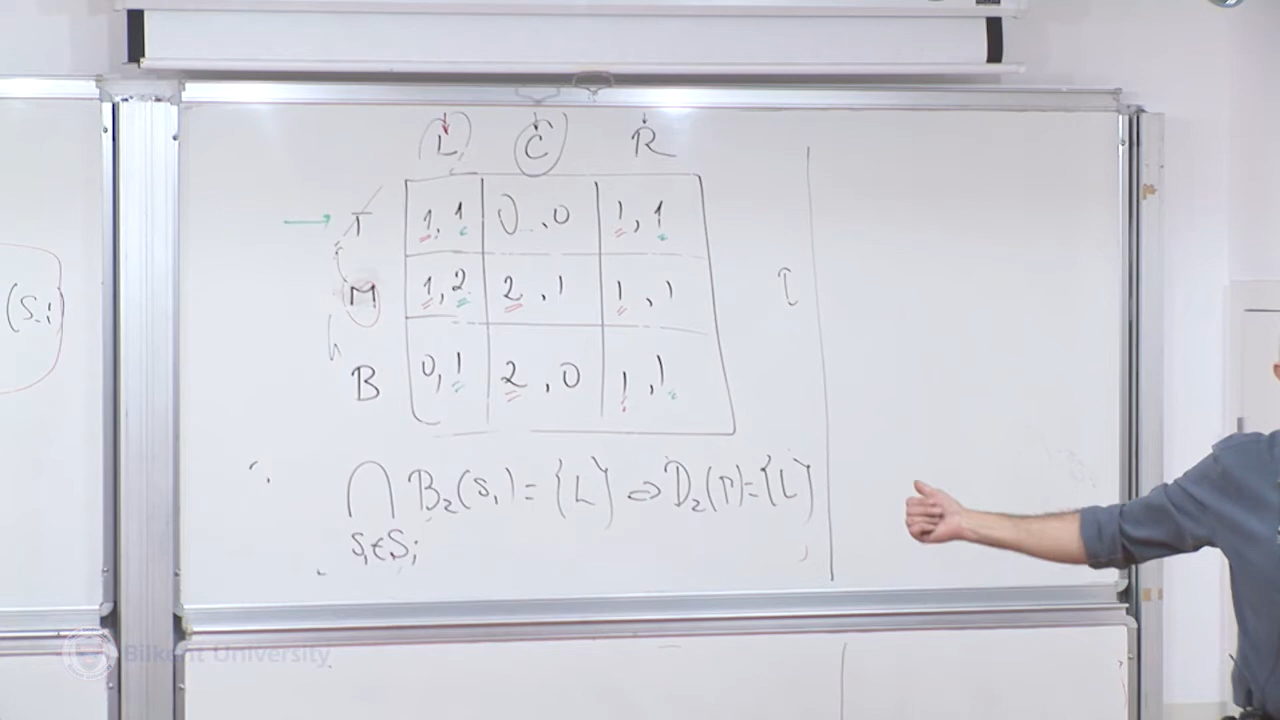 (S-i)
L C R
T 1,1 0,0 1,1
M 1,2 2,1 1,1
B 0,1 2,0 1,1
⋂ B₂(s₁) = {L} ⇔ D₂(Γ) = {L}
s₁∈Sᵢ
Bilkent University